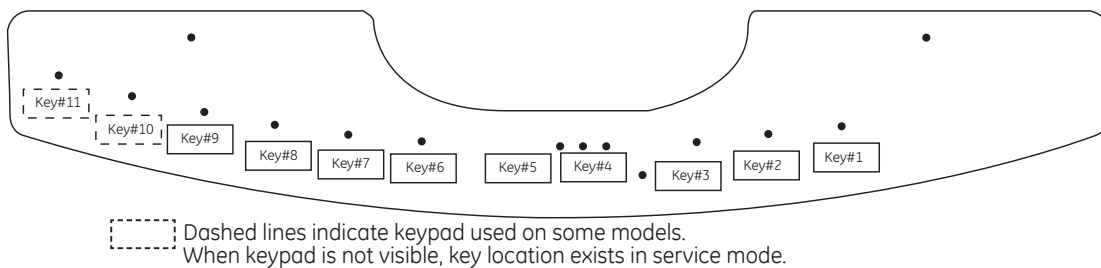 Key#11
Key#10
Key#9
Key#8
Key#7
Key#6
Key#5
Key#4
Key#3
Key#2
Key#1
Dashed lines indicate keypad used on some models.
When keypad is not visible, key location exists in service mode.